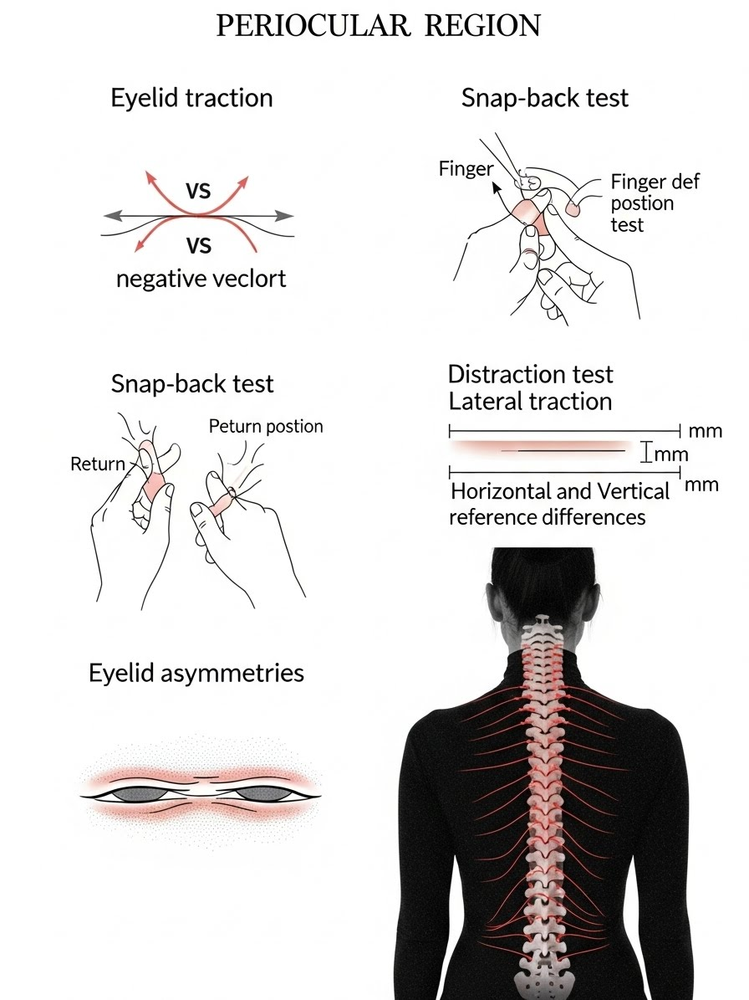 PERIOCULAR REGION
Eyelid traction
VS
VS
negative veclort
Snap-back test
Finger
Finger def
postion
test
Snap-back test
Peturn postion
Return
Distraction test
Lateral traction
mm
mm
mm
Horizontal and Vertical
reference differences
Eyelid asymmetries